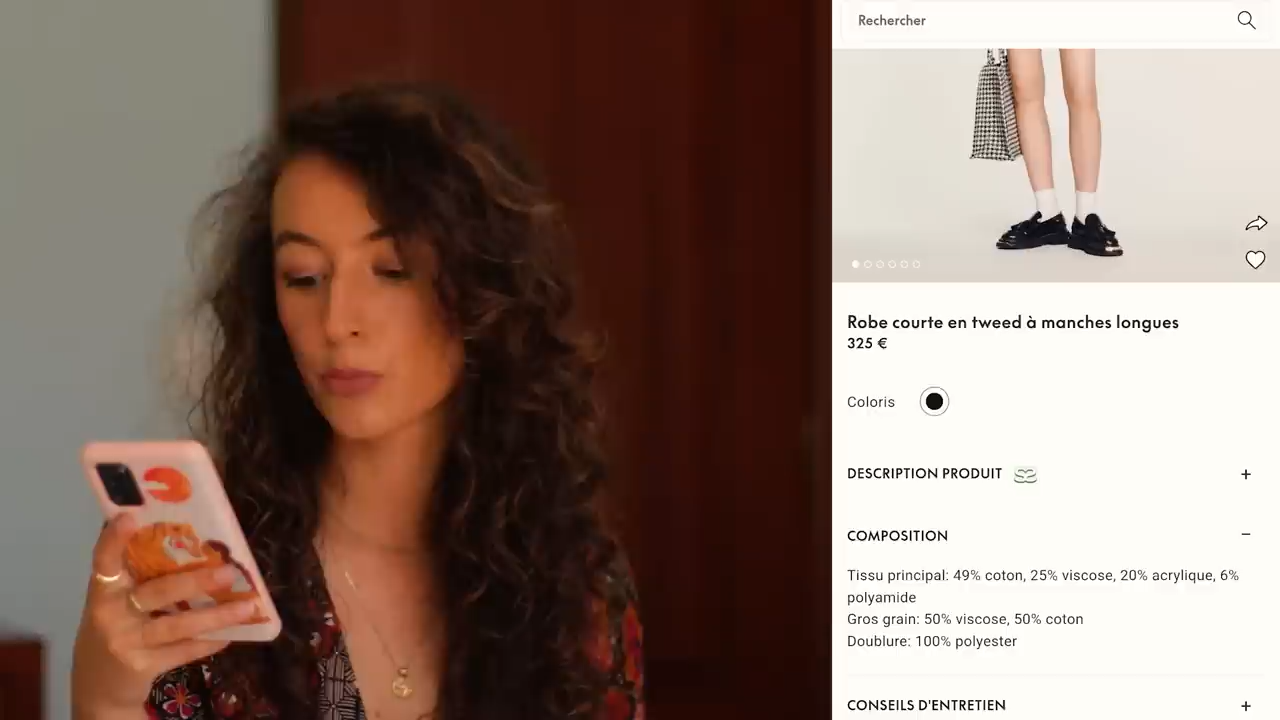 Rechercher
Robe courte en tweed à manches longues
325 €
Coloris
DESCRIPTION PRODUIT
COMPOSITION
Tissu principal: 49% coton, 25% viscose, 20% acrylique, 6%
polyamide
Gros grain: 50% viscose, 50% coton
Doublure: 100% polyester
CONSEILS D'ENTRETIEN